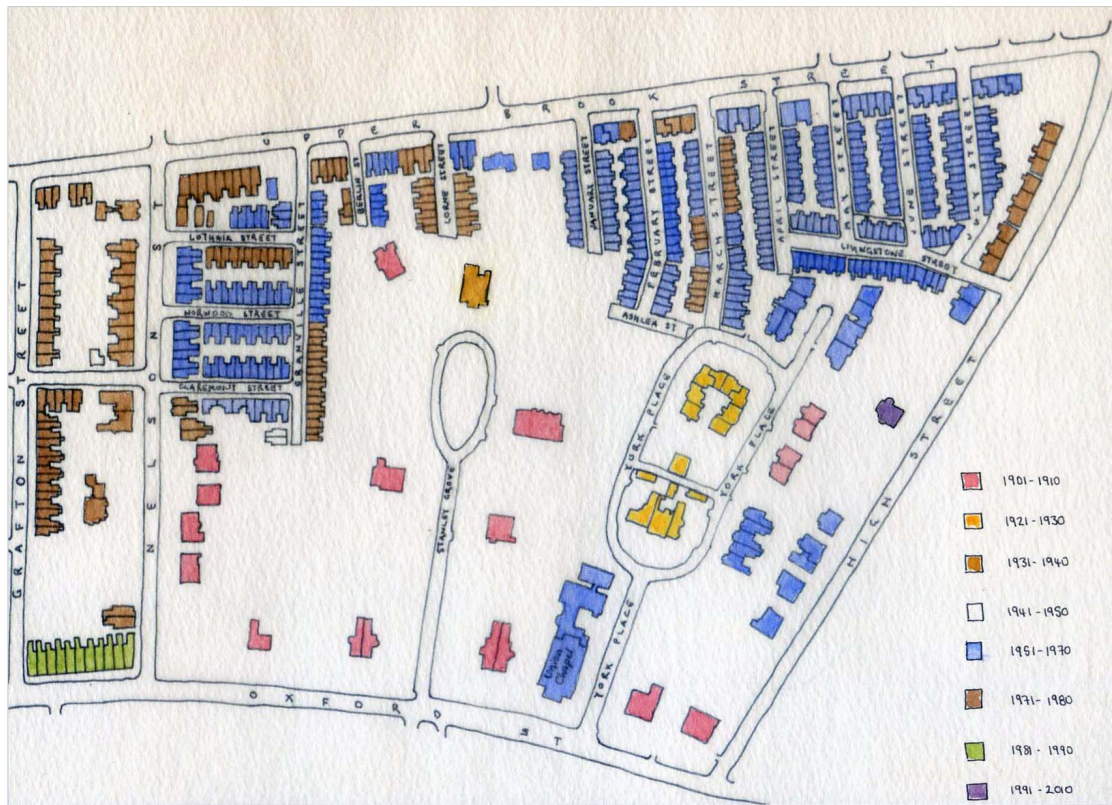 UPPER BROOK STREET
BERLIN ST
LORNE STREET
JANUARY STREET
FEBRUARY STREET
MARCH STREET
APRIL STREET
MAY STREET
JUNE STREET
JULY STREET
LOTHAIR STREET
NORWOOD STREET
CLAREMONT STREET
GRANVILLE STREET
LIVINGSTONE STREET
ASHLEA ST
GRAFTON STREET
NELSON ST
STANLEY GROVE
YORK PLACE
YORK PLACE
YORK PLACE
HIGH STREET
Union
Chapel
OXFORD ST
1901-1910
1921-1930
1931-1940
1941-1950
1951-1970
1971-1980
1981-1990
1991-2010